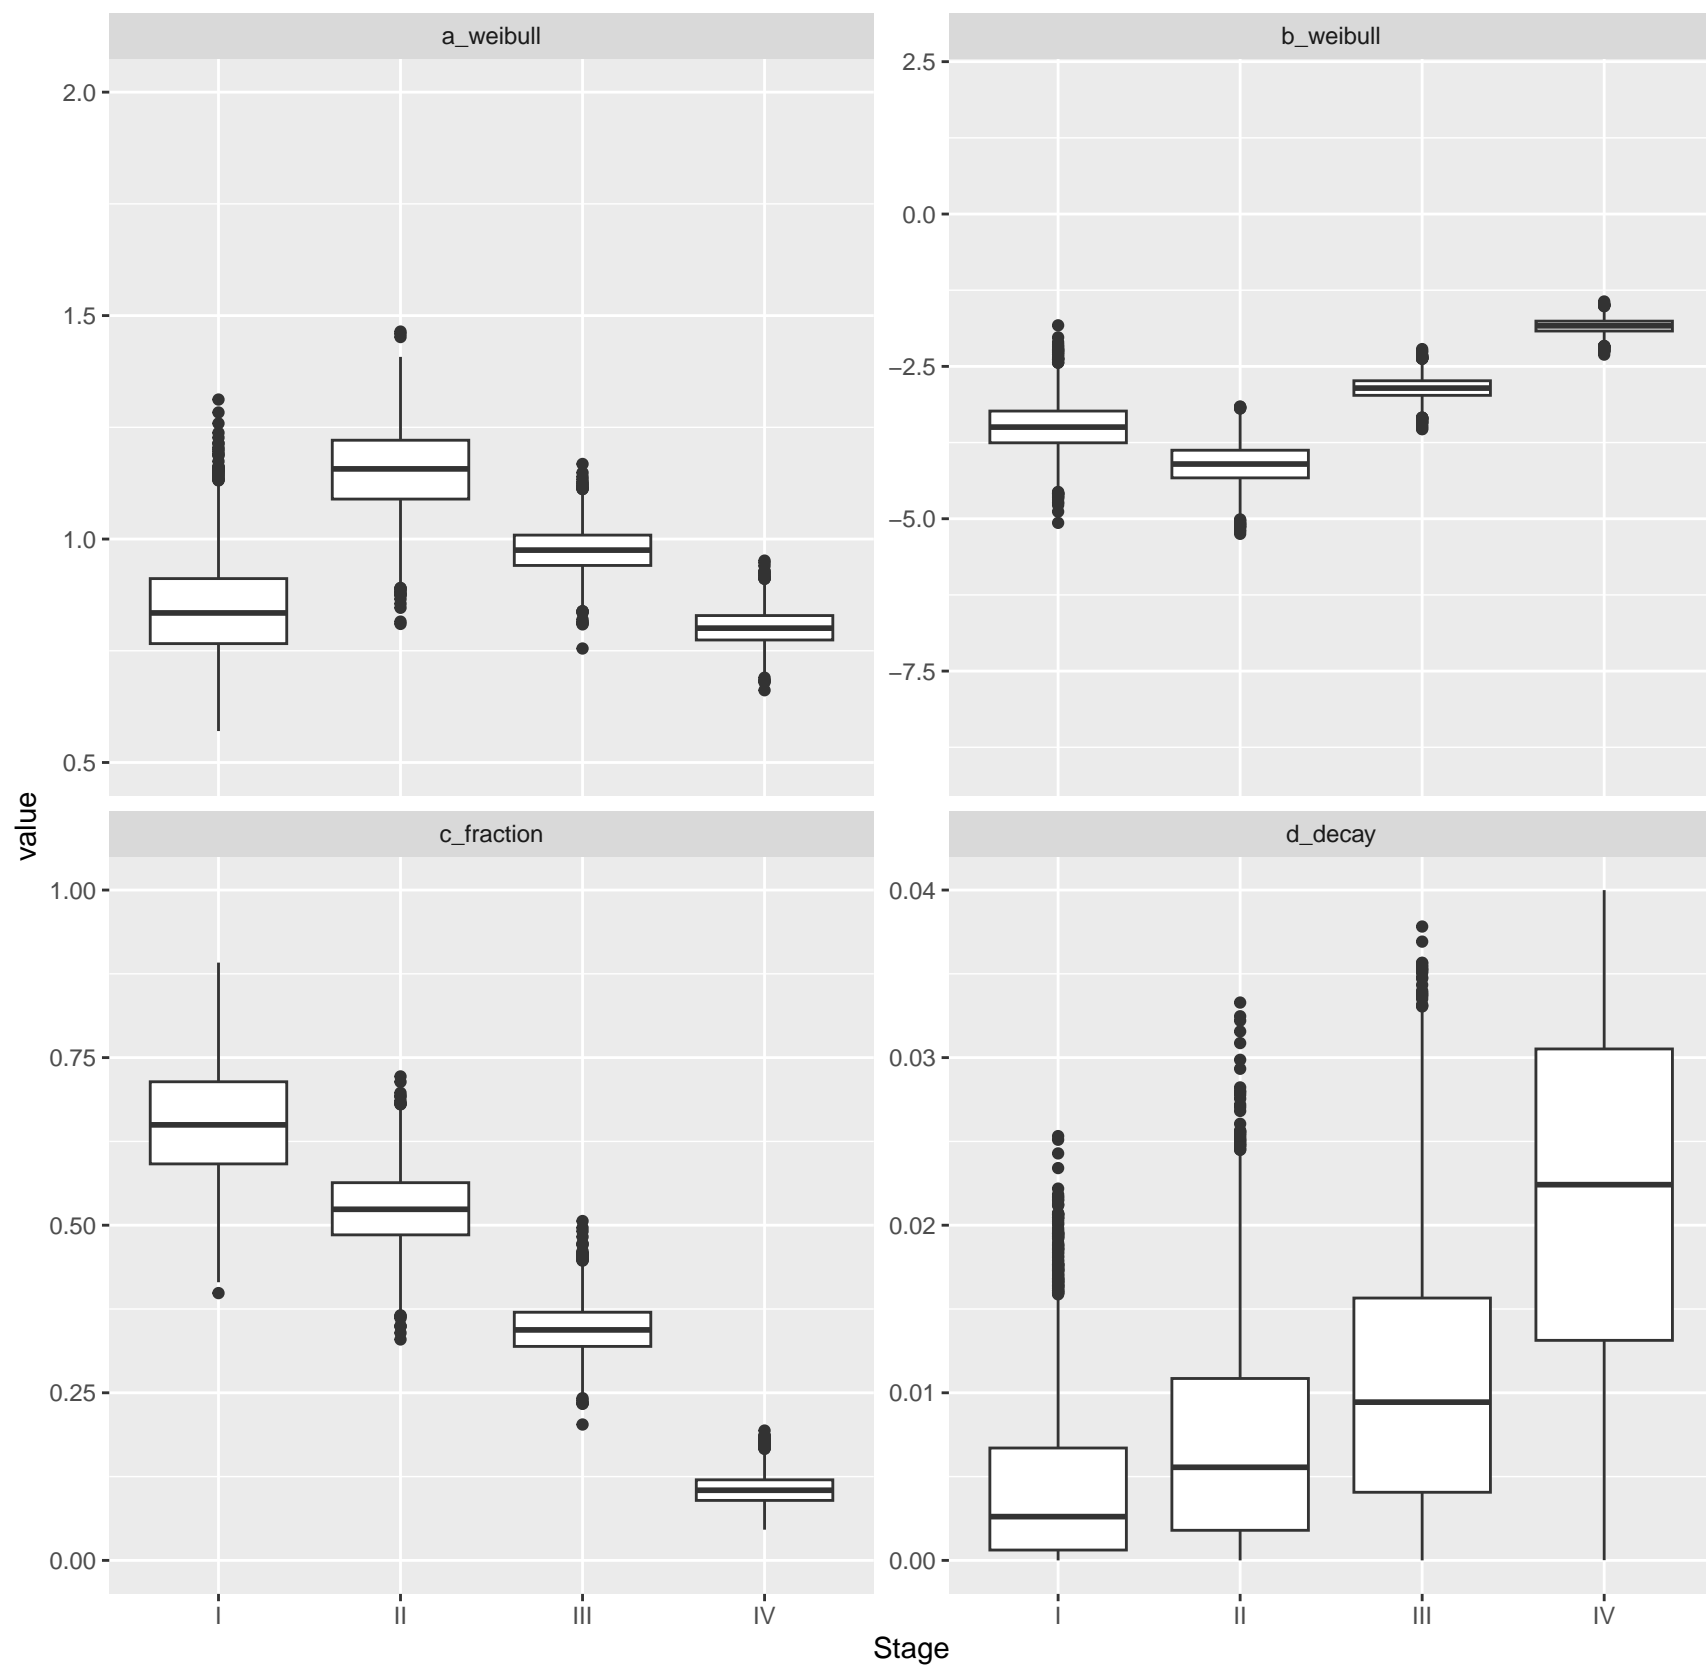 a_weibull
b_weibull
2.0
1.5
1.0
0.5
2.5
0.0
−2.5
−5.0
−7.5
value
c_fraction
d_decay
1.00
0.75
0.50
0.25
0.00
0.04
0.03
0.02
0.01
0.00
I II III IV
I II III IV
Stage